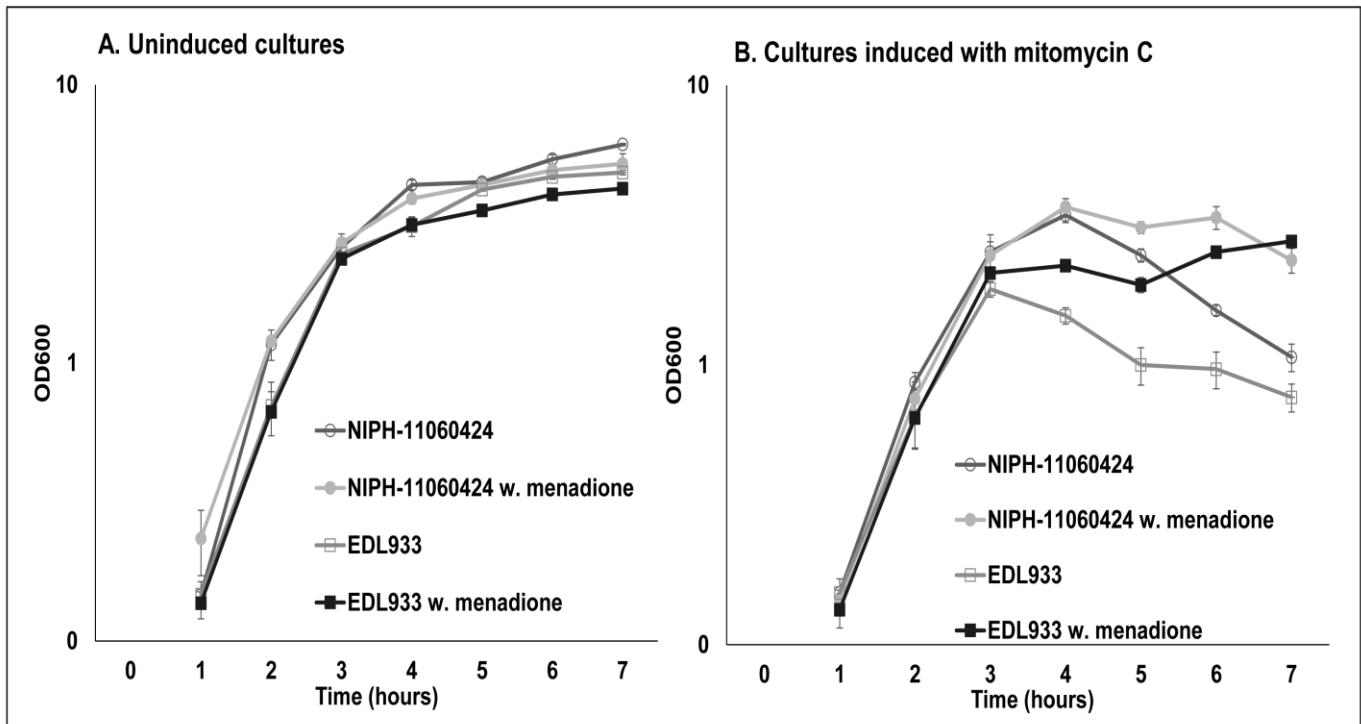 A. Uninduced cultures
10
1
0
OD600
NIPH-11060424
NIPH-11060424 w. menadione
EDL933
EDL933 w. menadione
0 1 2 3 4 5 6 7
Time (hours)
B. Cultures induced with mitomycin C
10
1
0
OD600
NIPH-11060424
NIPH-11060424 w. menadione
EDL933
EDL933 w. menadione
0 1 2 3 4 5 6 7
Time (hours)